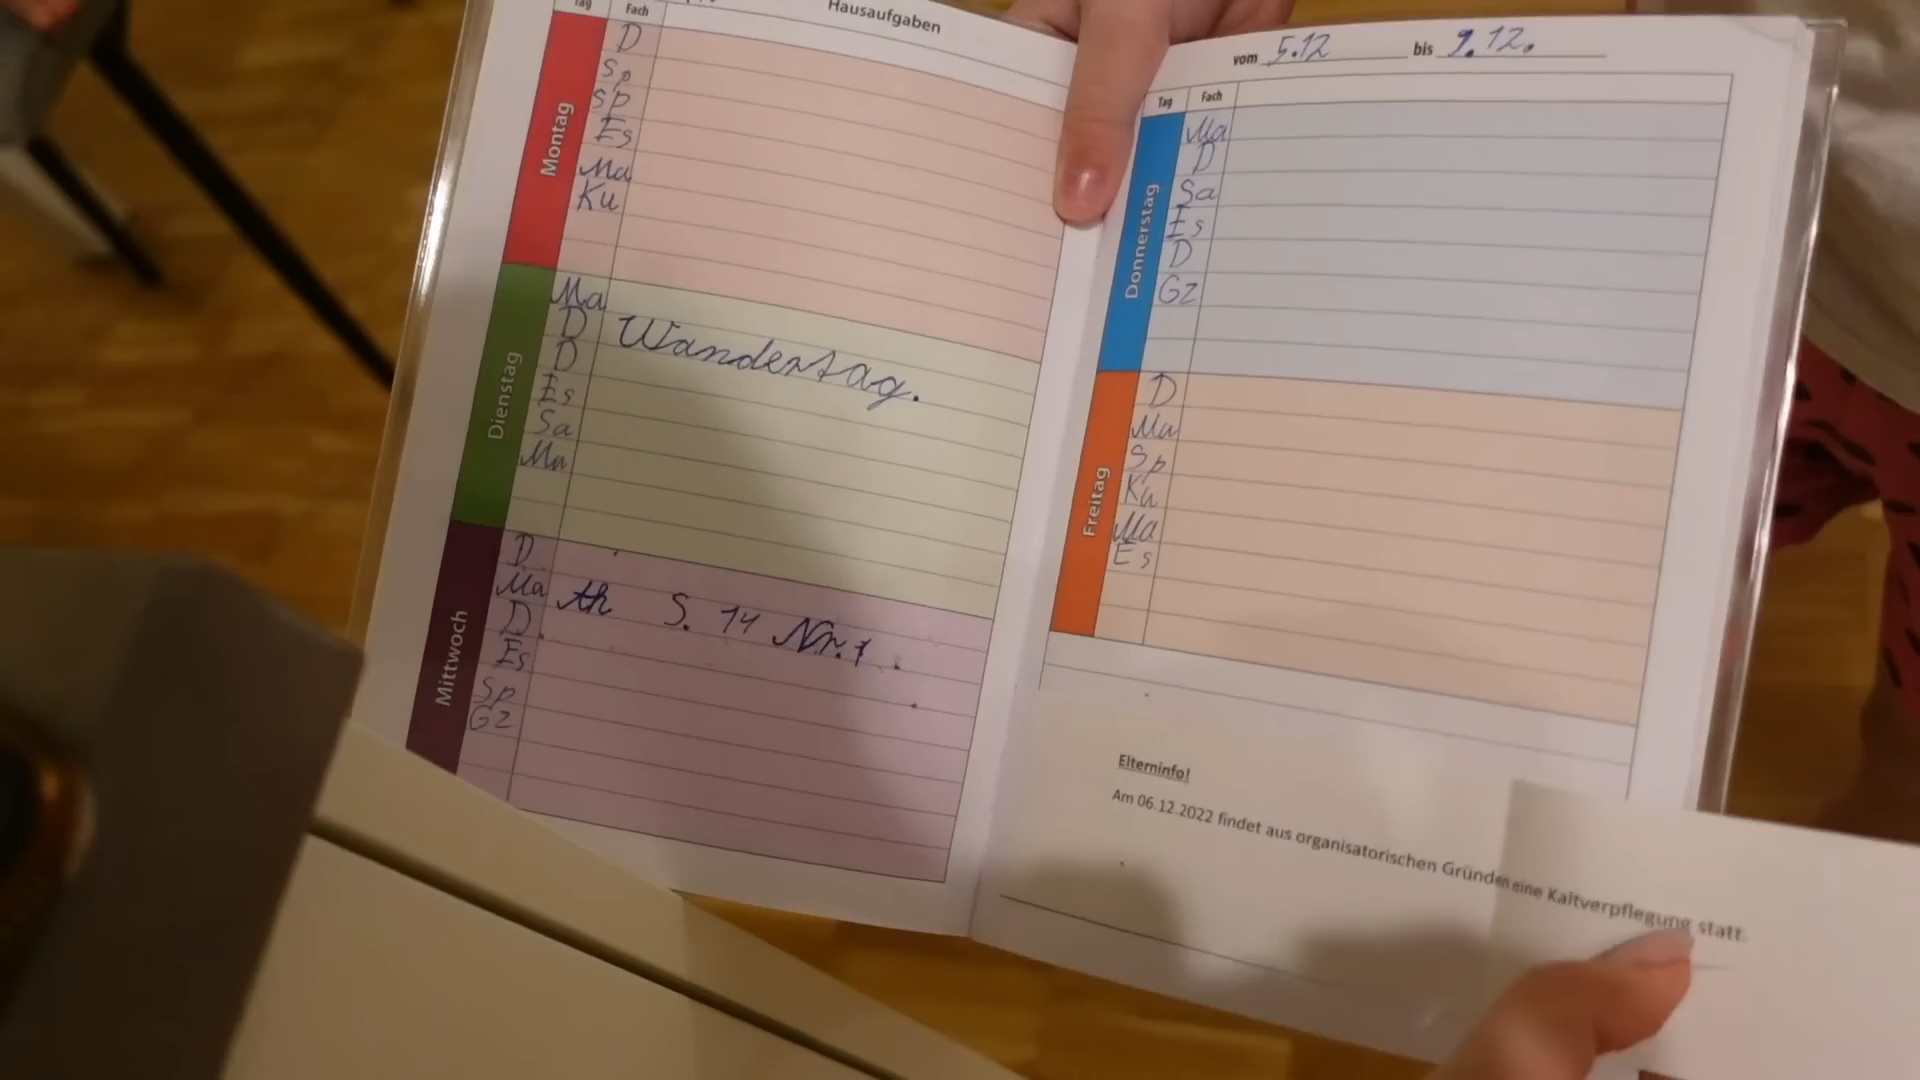 Tag Fach Hausaufgaben
Montag
D
Sp
Sp
Es
Ma
Ku
Dienstag
Ma
D Wandertag.
D
Es
Sa
Ma
Mittwoch
D
Ma th S. 14 Nr.1.
D
Es
Sp
GZ
vom 5.12 bis 9.12.
Tag Fach
Donnerstag
Ma
D
Sa
Es
D
GZ
Freitag
D
Ma
Sp
Ku
Ma
Es
Elterninfo!
Am 06.12.2022 findet aus organisatorischen Gründen eine Kaltverpflegung statt.